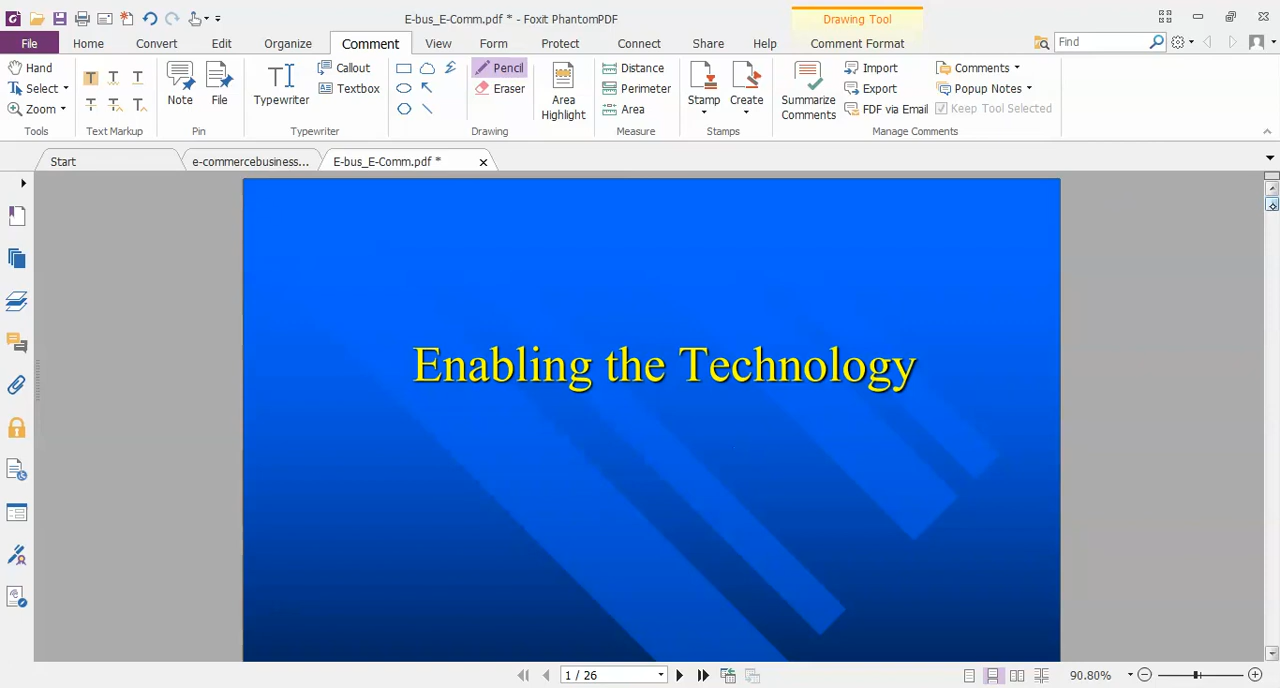 E-bus_E-Comm.pdf * - Foxit PhantomPDF
Drawing Tool
File Home Convert Edit Organize Comment View Form Protect Connect Share Help Comment Format Find
Hand
Select
Zoom
Tools
Text Markup
Note
File
Pin
Typewriter
Callout
Textbox
Typewriter
Pencil
Eraser
Drawing
Area
Highlight
Distance
Perimeter
Area
Measure
Stamp
Create
Stamps
Summarize
Comments
Import
Export
FDF via Email
Comments
Popup Notes
Keep Tool Selected
Manage Comments
Start e-commercebusiness... E-bus_E-Comm.pdf *
Enabling the Technology
1 / 26 90.80%